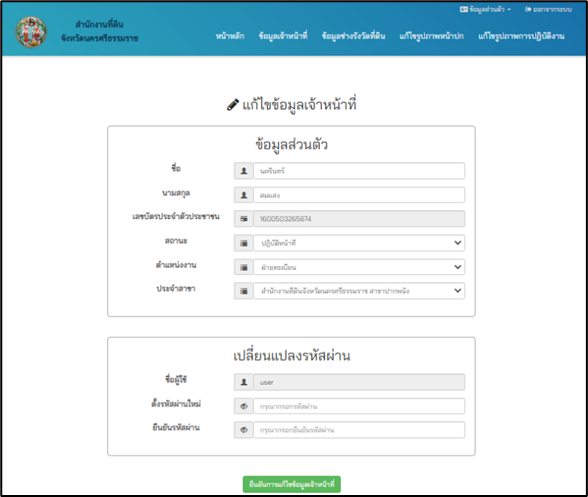 ข้อมูลส่วนตัว
ออกจากระบบ
สำนักงานที่ดิน
จังหวัดนครศรีธรรมราช
หน้าหลัก ข้อมูลเจ้าหน้าที่ ข้อมูลช่างรังวัดที่ดิน แก้ไขรูปภาพหน้าปก แก้ไขรูปภาพการปฏิบัติงาน
แก้ไขข้อมูลเจ้าหน้าที่
ข้อมูลส่วนตัว
ชื่อ นครินทร์
นามสกุล
เลขบัตรประจำตัวประชาชน 1600503265874
สถานะ ปฏิบัติหน้าที่
ตำแหน่งงาน ฝ่ายทะเบียน
ประจำสาขา สำนักงานที่ดินจังหวัดนครศรีธรรมราช สาขาปากพนัง
เปลี่ยนแปลงรหัสผ่าน
ชื่อผู้ใช้ user
ตั้งรหัสผ่านใหม่ กรุณากรอกรหัสผ่าน
ยืนยันรหัสผ่าน กรุณากรอกยืนยันรหัสผ่าน
ยืนยันการแก้ไขข้อมูลเจ้าหน้าที่